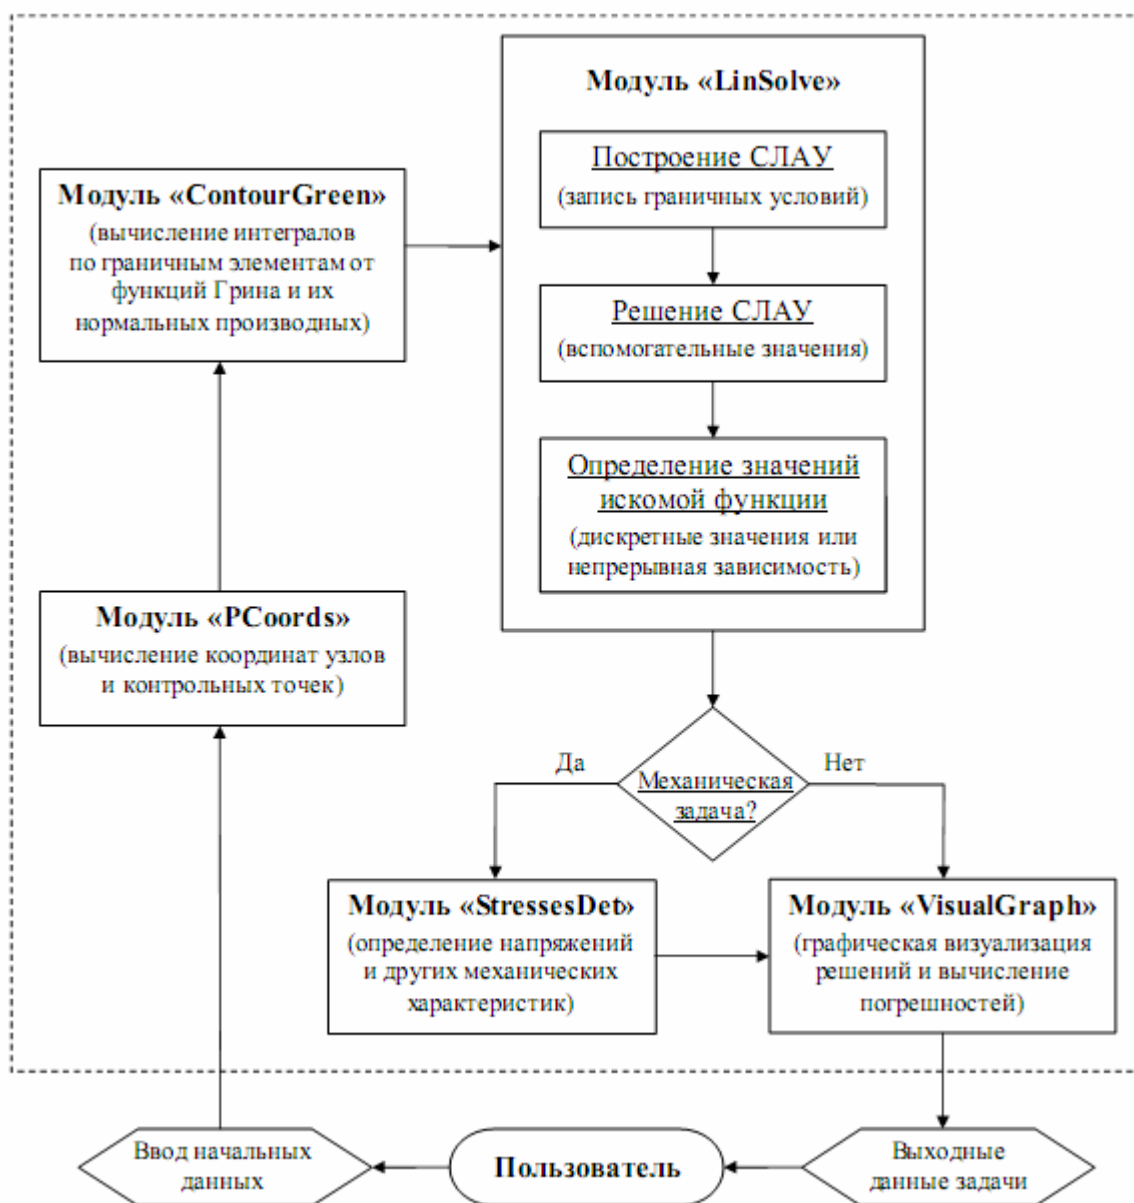 Модуль «LinSolve»
Построение СЛАУ
(запись граничных условий)
Решение СЛАУ
(вспомогательные значения)
Определение значений
искомой функции
(дискретные значения или
непрерывная зависимость)
Модуль «ContourGreen»
(вычисление интегралов
по граничным элементам от
функций Грина и их
нормальных производных)
Модуль «PCoords»
(вычисление координат узлов
и контрольных точек)
Да
Механическая
задача?
Нет
Модуль «StressesDet»
(определение напряжений
и других механических
характеристик)
Модуль «VisualGraph»
(графическая визуализация
решений и вычисление
погрешностей)
Ввод начальных
данных
Пользователь
Выходные
данные задачи